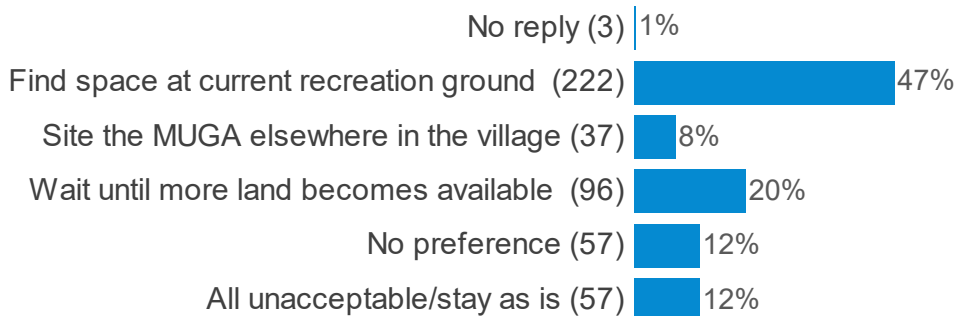 No reply (3) 1%
Find space at current recreation ground (222) 47%
Site the MUGA elsewhere in the village (37) 8%
Wait until more land becomes available (96) 20%
No preference (57) 12%
All unacceptable/stay as is (57) 12%